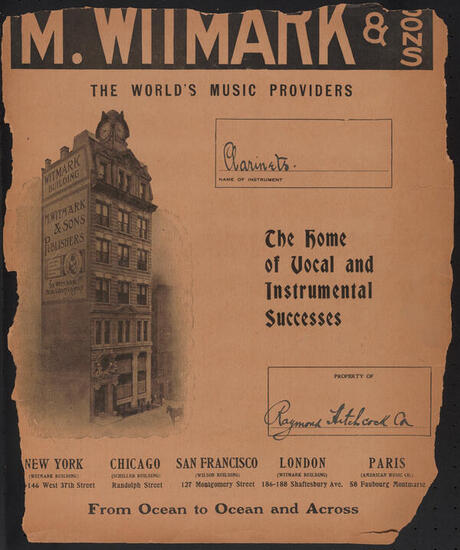 M. WITMARK & SONS
THE WORLD'S MUSIC PROVIDERS
Clarinets.
NAME OF INSTRUMENT
WITMARK
BUILDING
M. WITMARK
& SONS
PUBLISHERS
The Home
of Vocal and
Instrumental
Successes
PROPERTY OF
Raymond Hitchcock Co
NEW YORK CHICAGO SAN FRANCISCO LONDON PARIS
(WITMARK BUILDING) (SCHILLER BUILDING) (WILSON BUILDING) (WITMARK BUILDING) (AMERICAN MUSIC CO.)
146 West 37th Street Randolph Street 127 Montgomery Street 186-188 Shaftesbury Ave. 58 Faubourg Montmartre
From Ocean to Ocean and Across